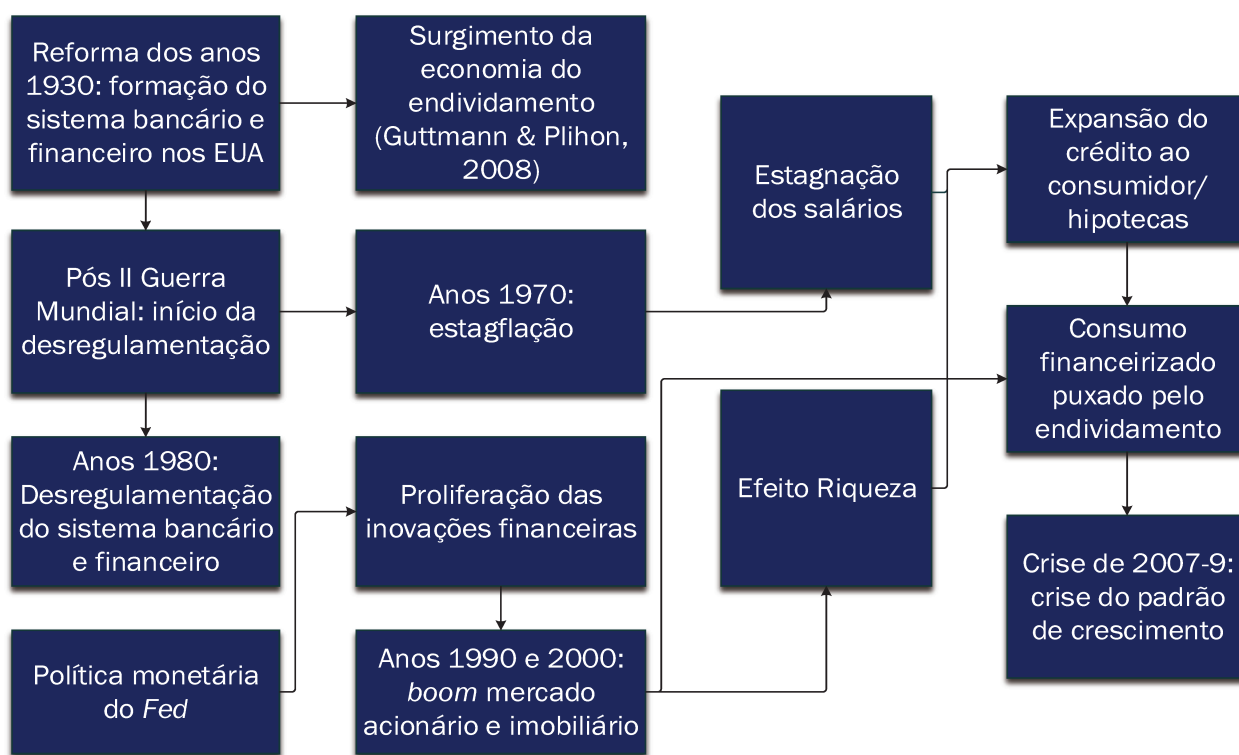 Reforma dos anos
1930: formação do
sistema bancário e
financeiro nos EUA
Surgimento da
economia do
endividamento
(Guttmann & Plihon,
2008)
Estagnação
dos salários
Expansão do
crédito ao
consumidor/
hipotecas
Pós II Guerra
Mundial: início da
desregulamentação
Anos 1970:
estagflação
Consumo
financeirizado
puxado pelo
endividamento
Anos 1980:
Desregulamentação
do sistema bancário
e financeiro
Proliferação das
inovações financeiras
Efeito Riqueza
Crise de 2007-9:
crise do padrão
de crescimento
Política monetária
do Fed
Anos 1990 e 2000:
boom mercado
acionário e imobiliário